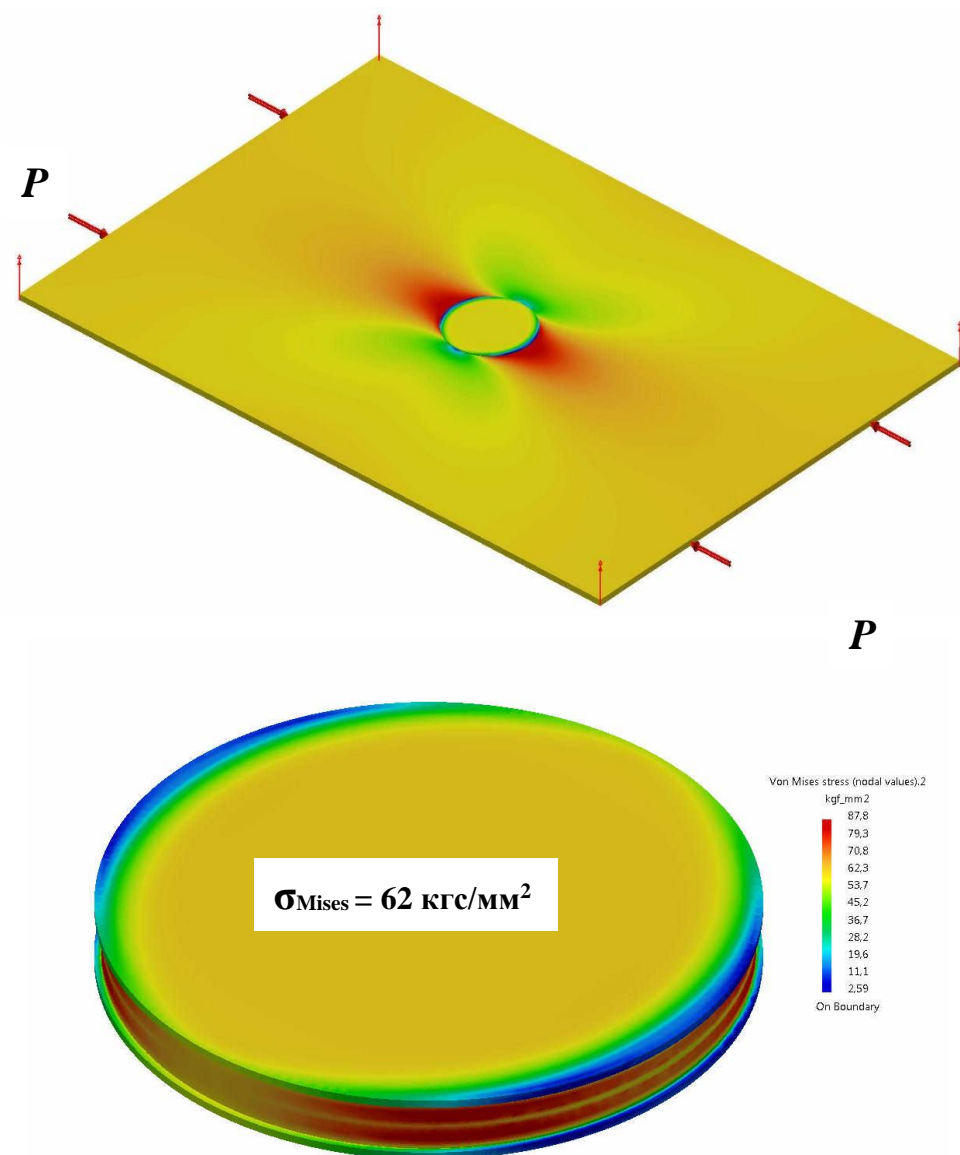 P
P
σMises = 62 кгс/мм²
Von Mises stress (nodal values).2
kgf_mm2
87,8
79,3
70,8
62,3
53,7
45,2
36,7
28,2
19,6
11,1
2,59
On Boundary